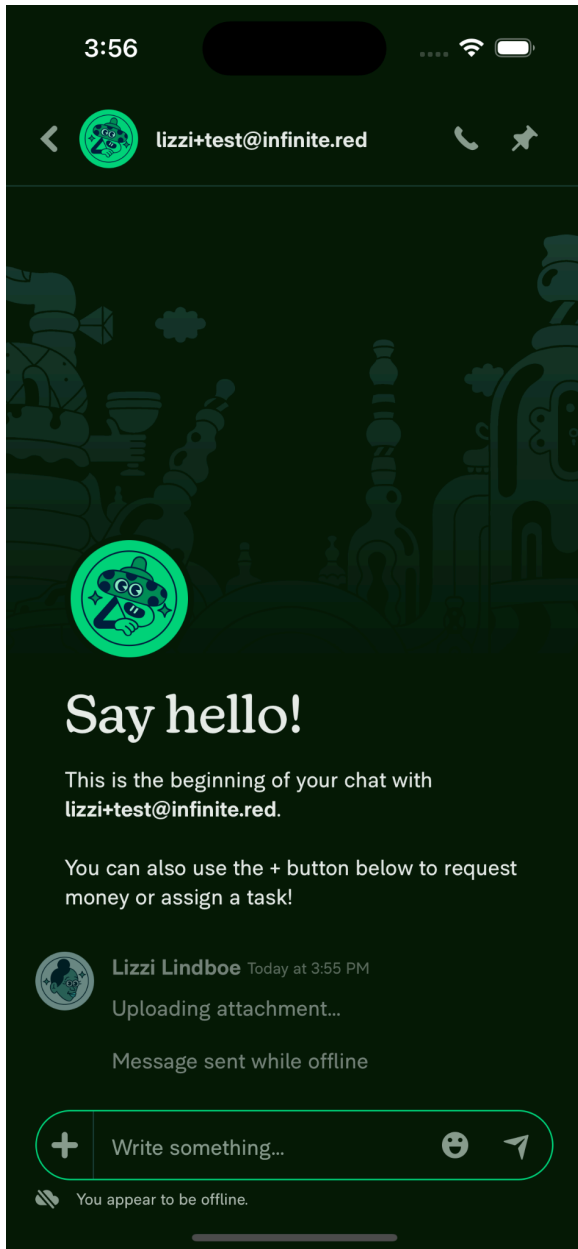 3:56
lizzi+test@infinite.red
Say hello!
This is the beginning of your chat with
lizzi+test@infinite.red.
You can also use the + button below to request
money or assign a task!
Lizzi Lindboe Today at 3:55 PM
Uploading attachment...
Message sent while offline
Write something...
You appear to be offline.